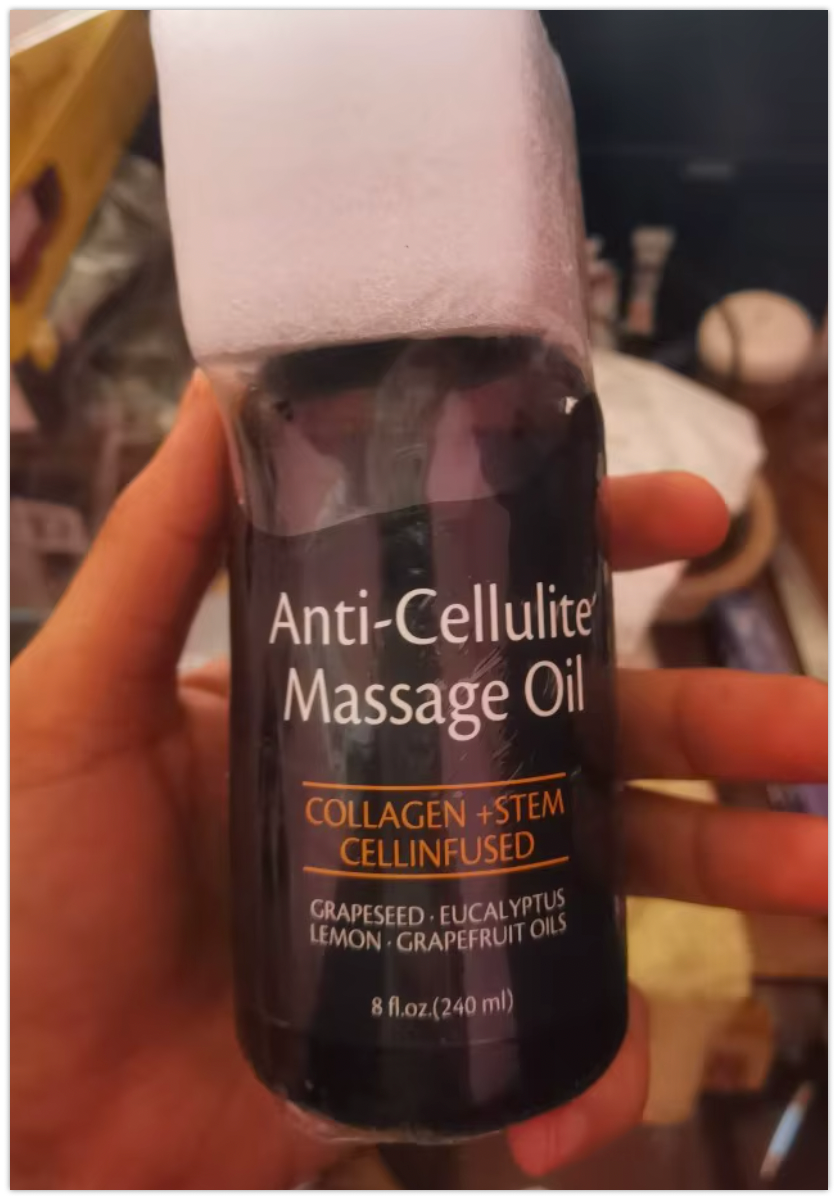 Anti-Cellulite
Massage Oil
COLLAGEN +STEM
CELLINFUSED
GRAPESEED · EUCALYPTUS
LEMON · GRAPEFRUIT OILS
8 fl.oz.(240 ml)